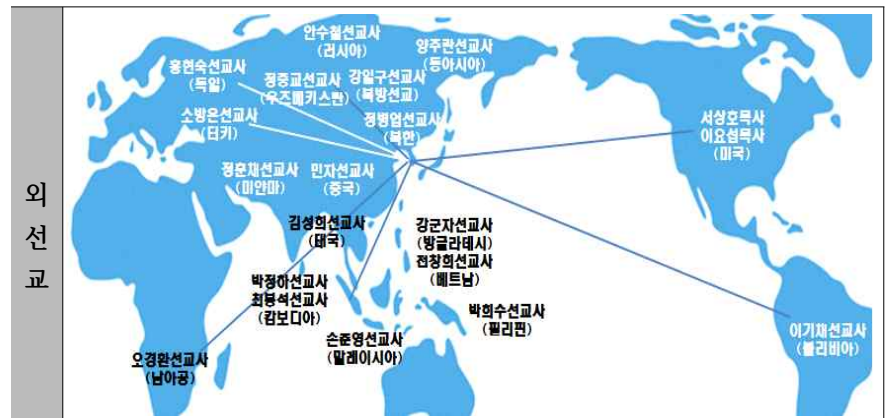 외
선
교
안수철선교사
(러시아)
양주란선교사
(동아시아)
홍현숙선교사
(독일)
정중교선교사
(우즈베키스탄)
강일구선교사
(북방선교)
소방은선교사
(터키)
정병업선교사
(북한)
서상호목사
이요섭목사
(미국)
정훈채선교사
(미얀마)
민자선교사
(중국)
김성희선교사
(태국)
강군자선교사
(방글라데시)
전창희선교사
(베트남)
박정아선교사
최봉석선교사
(캄보디아)
박희수선교사
(필리핀)
손준영선교사
(말레이시아)
이기채선교사
(볼리비아)
오경환선교사
(남아공)